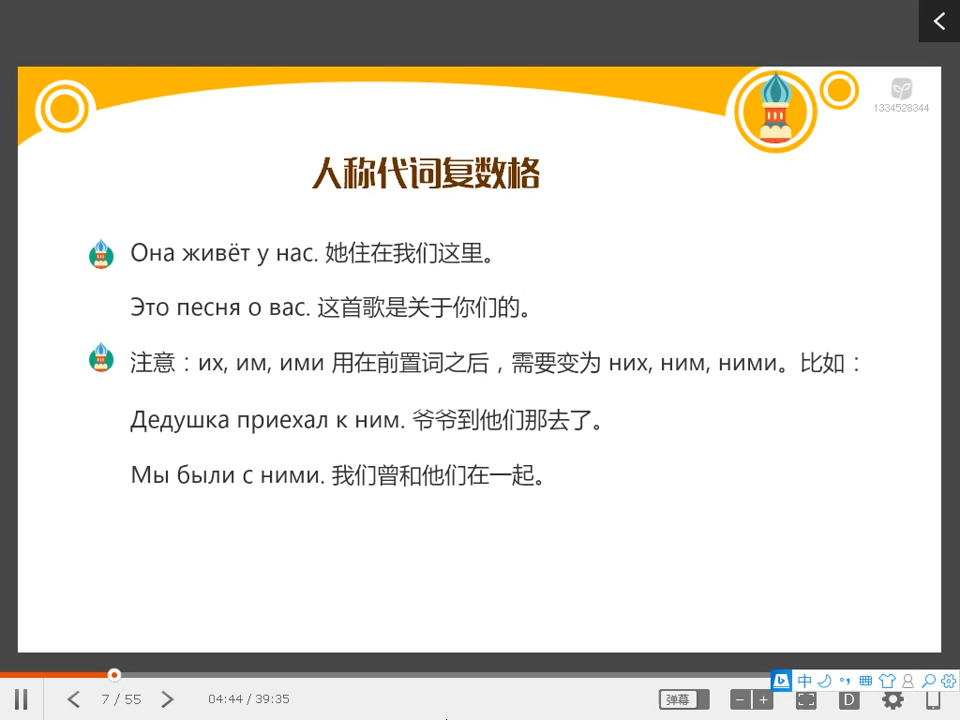 1334528344
人称代词复数格
Она живёт у нас. 她住在我们这里。
Это песня о вас. 这首歌是关于你们的。
注意：их, им, ими 用在前置词之后，需要变为 них, ним, ними。比如：
Дедушка приехал к ним. 爷爷到他们那去了。
Мы были с ними. 我们曾和他们在一起。
中
7 / 55
04:44 / 39:35
弹幕
D